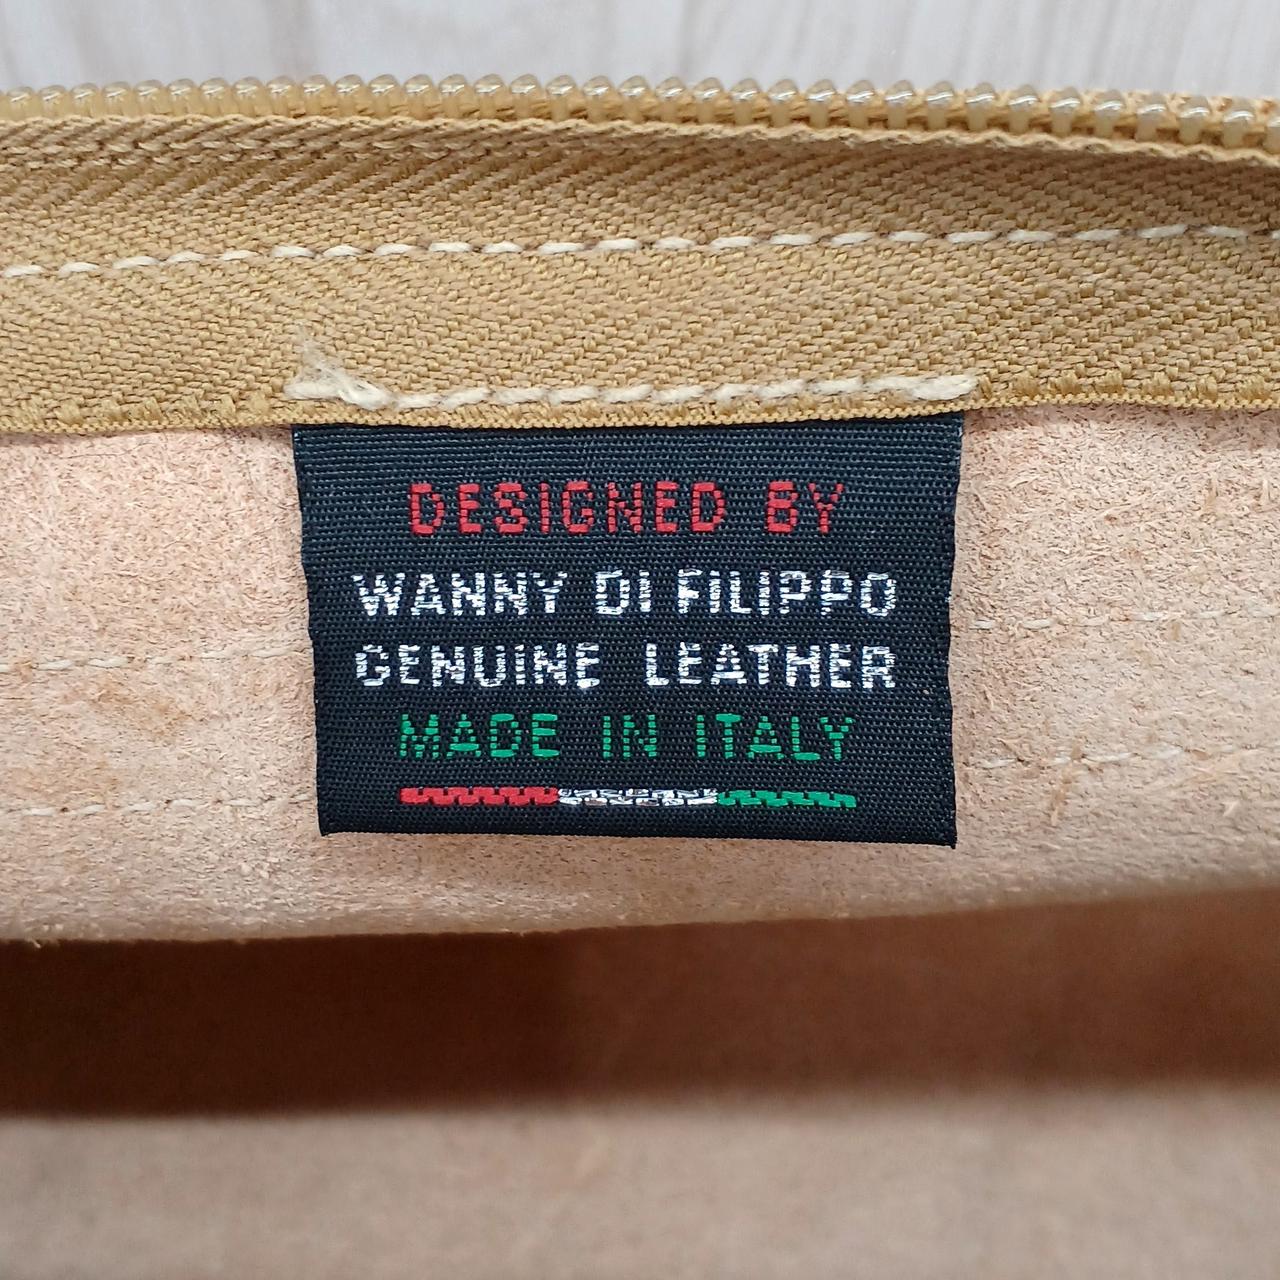 DESIGNED BY
WANNY DI FILIPPO
GENUINE LEATHER
MADE IN ITALY